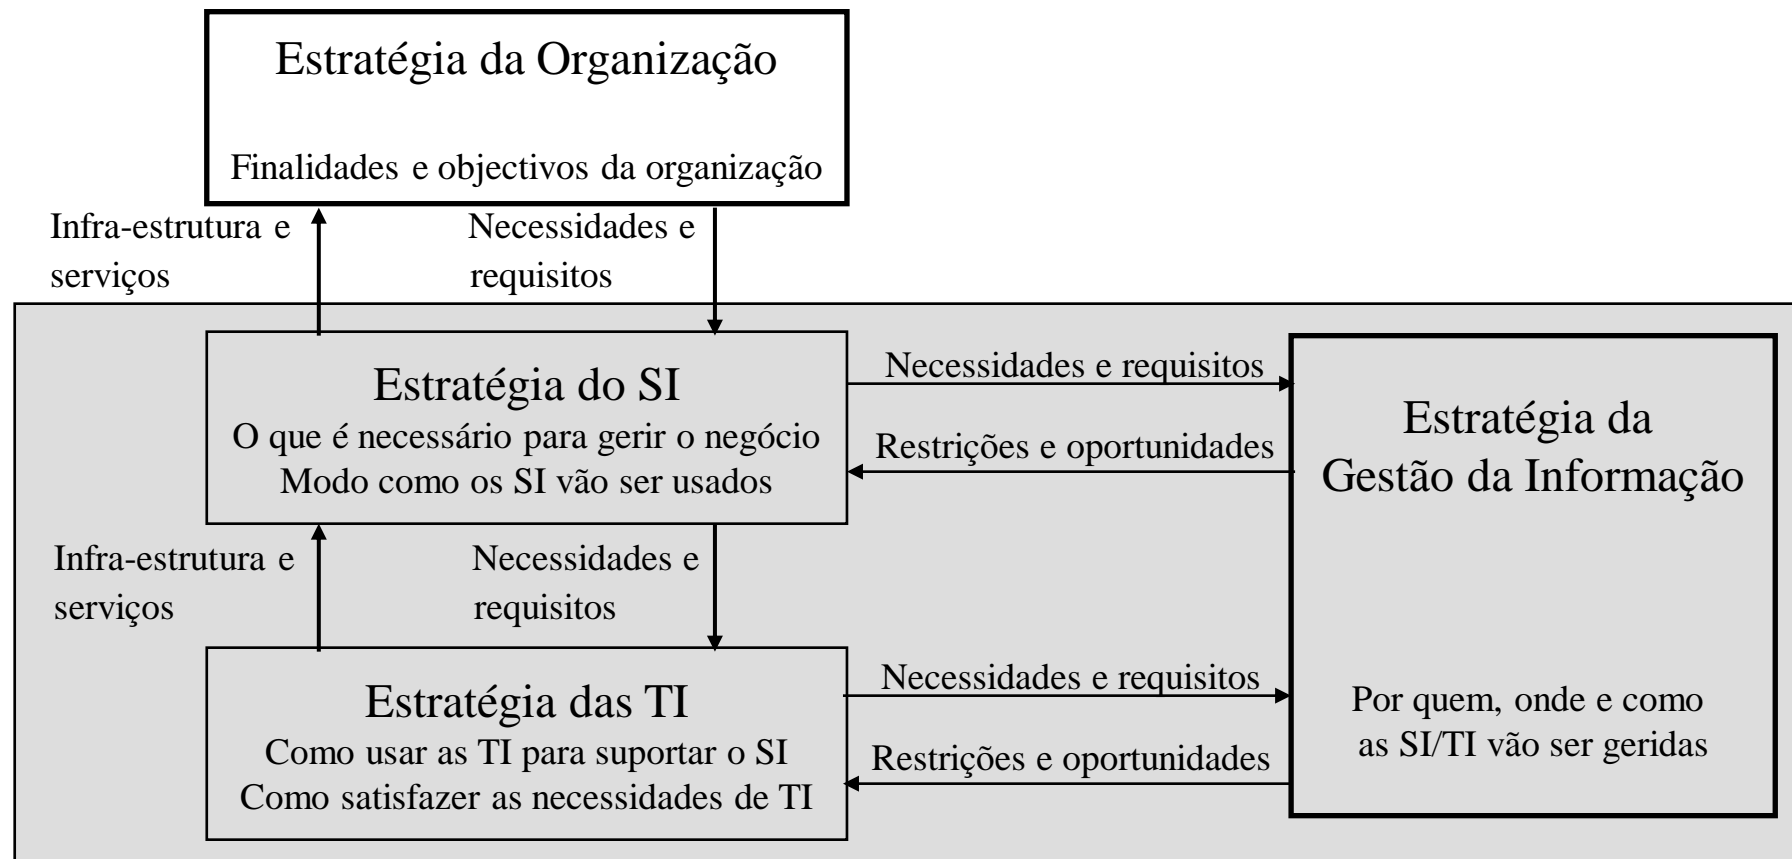 Estratégia da Organização
Finalidades e objectivos da organização
Infra-estrutura e
serviços
Necessidades e
requisitos
Estratégia do SI
O que é necessário para gerir o negócio
Modo como os SI vão ser usados
Necessidades e requisitos
Restrições e oportunidades
Estratégia da
Gestão da Informação
Infra-estrutura e
serviços
Necessidades e
requisitos
Estratégia das TI
Como usar as TI para suportar o SI
Como satisfazer as necessidades de TI
Necessidades e requisitos
Restrições e oportunidades
Por quem, onde e como
as SI/TI vão ser geridas